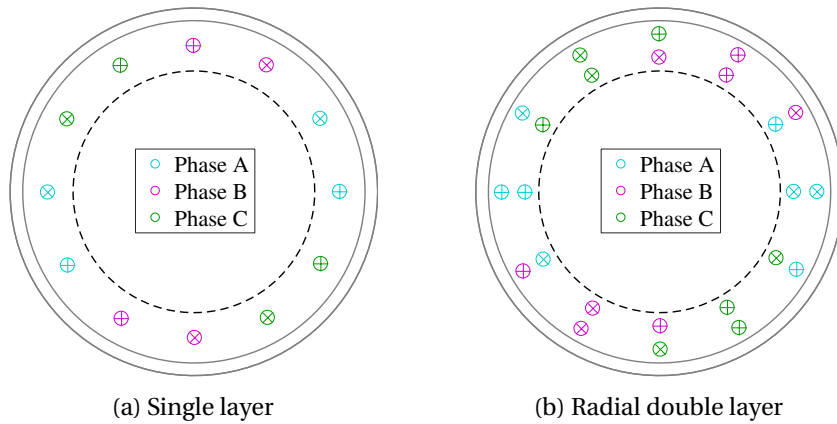 Phase A
Phase B
Phase C
Phase A
Phase B
Phase C
(a) Single layer
(b) Radial double layer